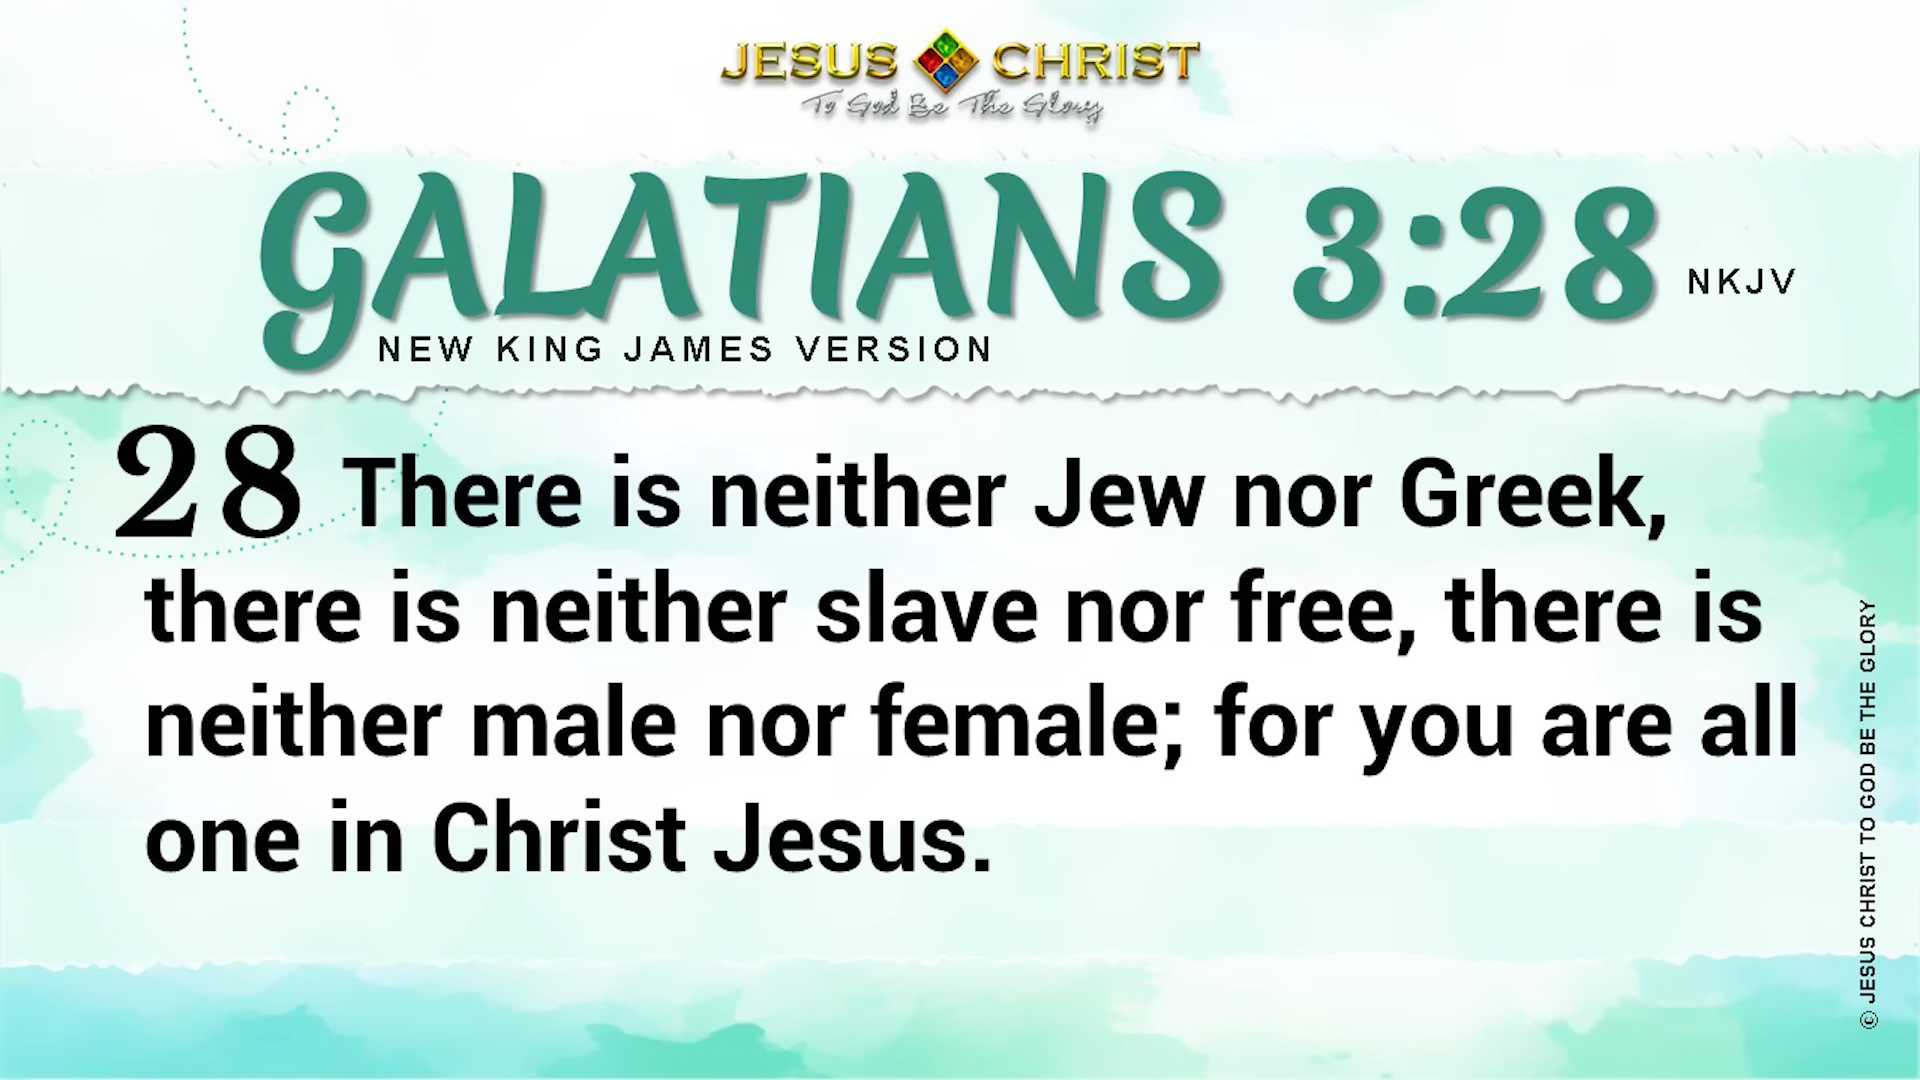 JESUS CHRIST
To God Be The Glory
GALATIANS 3:28 NKJV
NEW KING JAMES VERSION
28 There is neither Jew nor Greek,
there is neither slave nor free, there is
neither male nor female; for you are all
one in Christ Jesus.
© JESUS CHRIST TO GOD BE THE GLORY